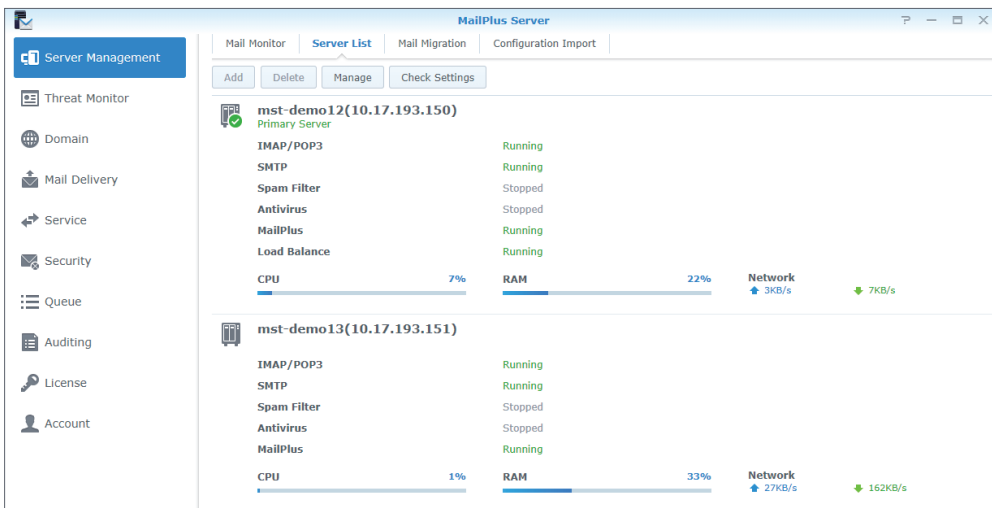 MailPlus Server
Server Management
Threat Monitor
Domain
Mail Delivery
Service
Security
Queue
Auditing
License
Account
Mail Monitor Server List Mail Migration Configuration Import
Add Delete Manage Check Settings
mst-demo12(10.17.193.150)
Primary Server
IMAP/POP3 Running
SMTP Running
Spam Filter Stopped
Antivirus Stopped
MailPlus Running
Load Balance Running
CPU 7% RAM 22% Network
3KB/s 7KB/s
mst-demo13(10.17.193.151)
IMAP/POP3 Running
SMTP Running
Spam Filter Stopped
Antivirus Stopped
MailPlus Running
CPU 1% RAM 33% Network
27KB/s 162KB/s